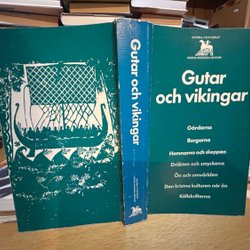 Gutar
och vikingar
Gutar
och vikingar
Gårdarna
Borgarna
Hamnarna och skeppen
Dräkten och smyckena
Ön och omvärlden
Den kristna kulturen når ön
Källskrifterna